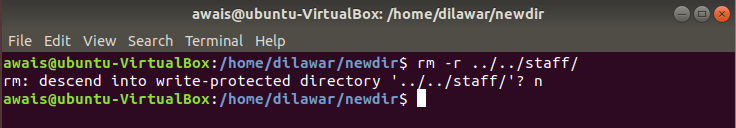 awais@ubuntu-VirtualBox: /home/dilawar/newdir
File Edit View Search Terminal Help
awais@ubuntu-VirtualBox:/home/dilawar/newdir$ rm -r ../../staff/
rm: descend into write-protected directory '../../staff/'? n
awais@ubuntu-VirtualBox:/home/dilawar/newdir$